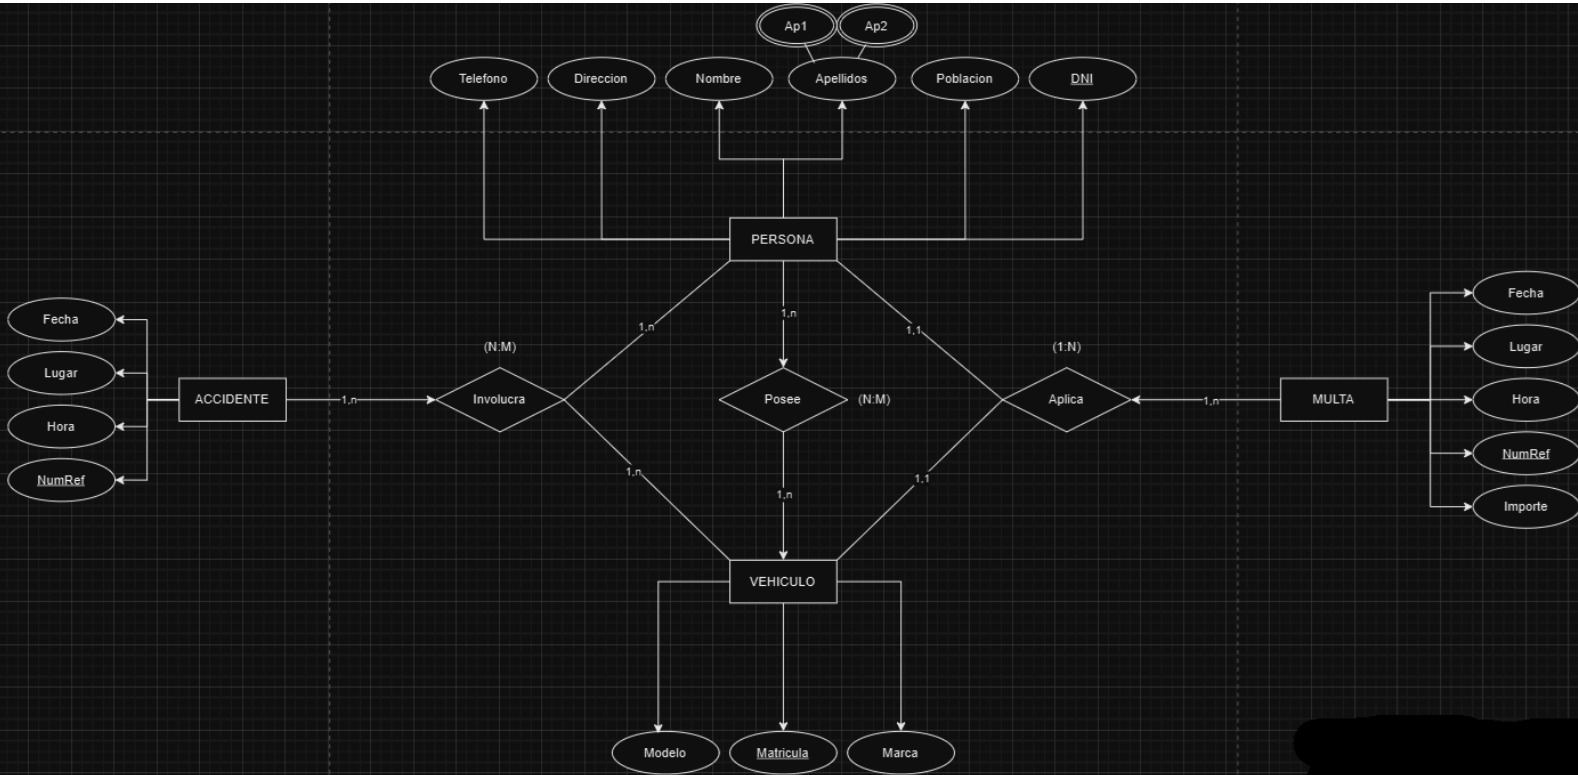 Ap1
Ap2
Telefono
Direccion
Nombre
Apellidos
Poblacion
DNI
PERSONA
1,n
1,n
1,1
Fecha
Lugar
Hora
NumRef
ACCIDENTE
1,n
(N:M)
Involucra
Posee
(N:M)
(1:N)
Aplica
1,n
MULTA
Fecha
Lugar
Hora
NumRef
Importe
1,n
1,n
1,1
VEHICULO
Modelo
Matricula
Marca